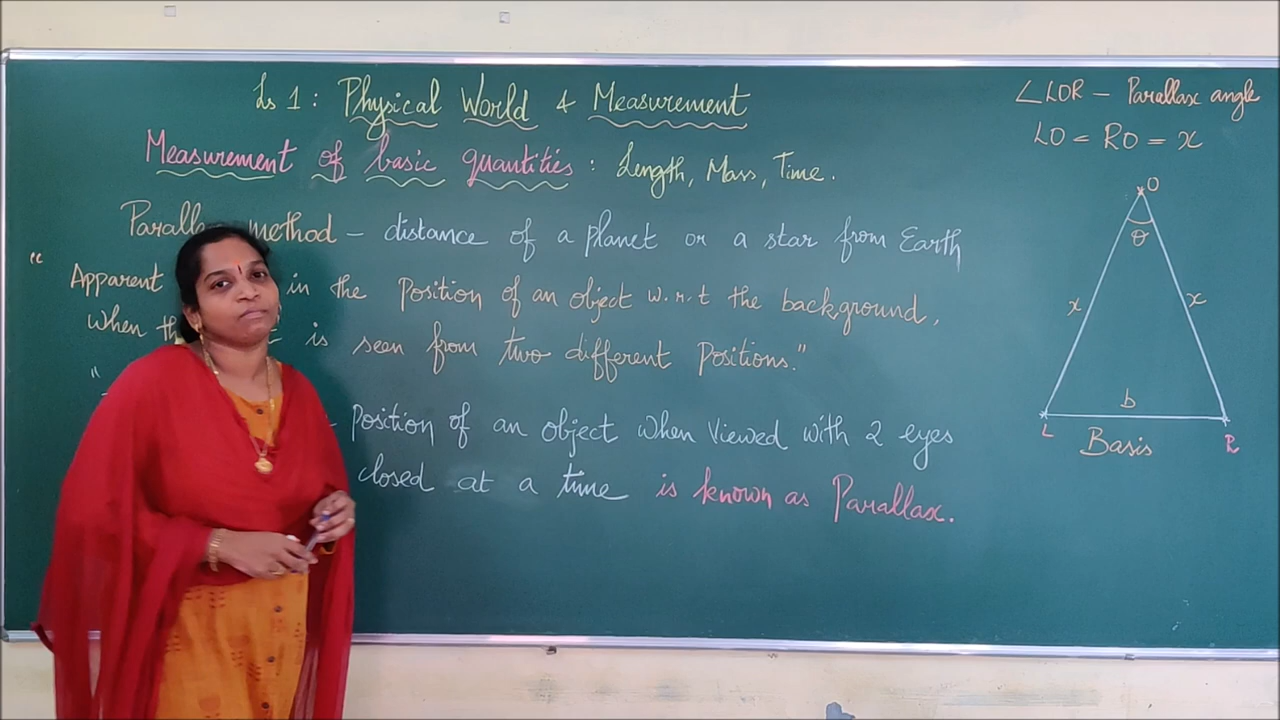 Ls 1 : Physical World & Measurement
Measurement of basic quantities : Length, Mass, Time.
method – distance of a planet or a star from Earth
" Apparent in the Position of an object w.r.t the background,
When is seen from two different Positions."
"
Position of an object when viewed with 2 eyes
closed at a time is known as Parallax.
∠LOR – Parallax angle
LO = RO = x
O
θ
x x
b
L R
Basis